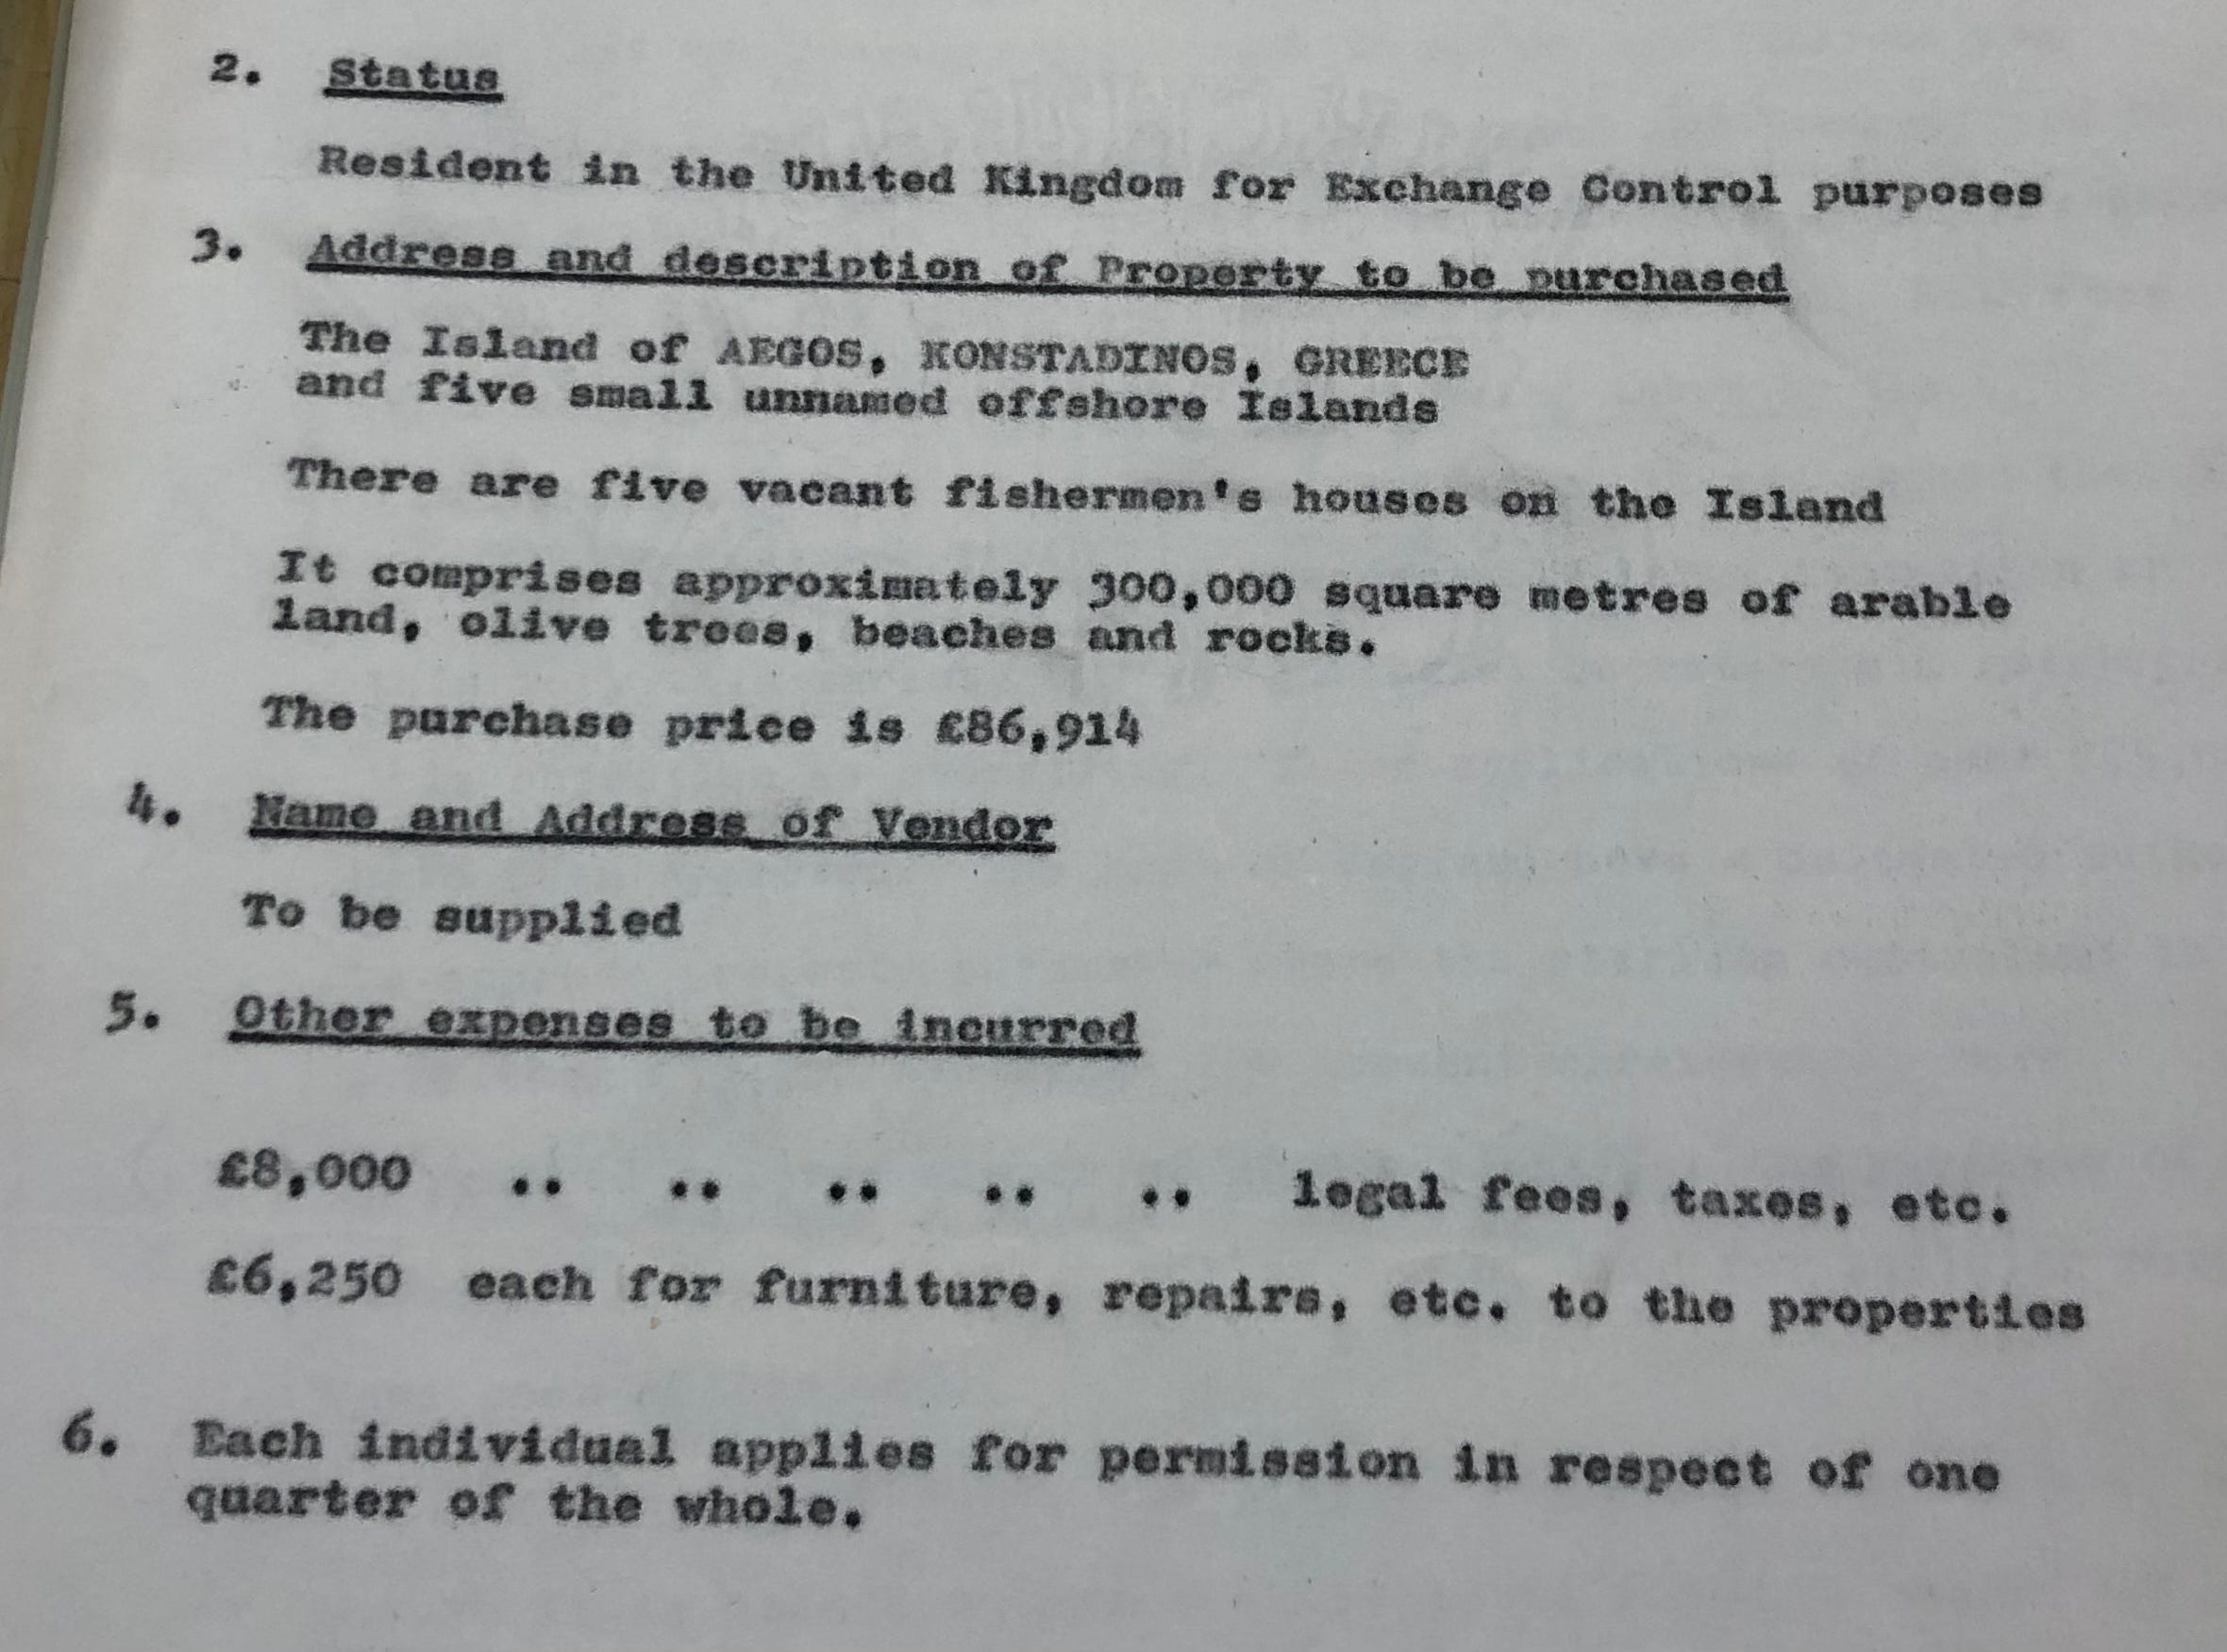 2. Status
Resident in the United Kingdom for Exchange Control purposes
3. Address and description of Property to be purchased
The Island of AEGOS, KONSTADINOS, GREECE
and five small unnamed offshore Islands
There are five vacant fishermen's houses on the Island
It comprises approximately 300,000 square metres of arable
land, olive trees, beaches and rocks.
The purchase price is £86,914
4. Name and Address of Vendor
To be supplied
5. Other expenses to be incurred
£8,000 .. .. .. .. .. legal fees, taxes, etc.
£6,250 each for furniture, repairs, etc. to the properties
6. Each individual applies for permission in respect of one
quarter of the whole.